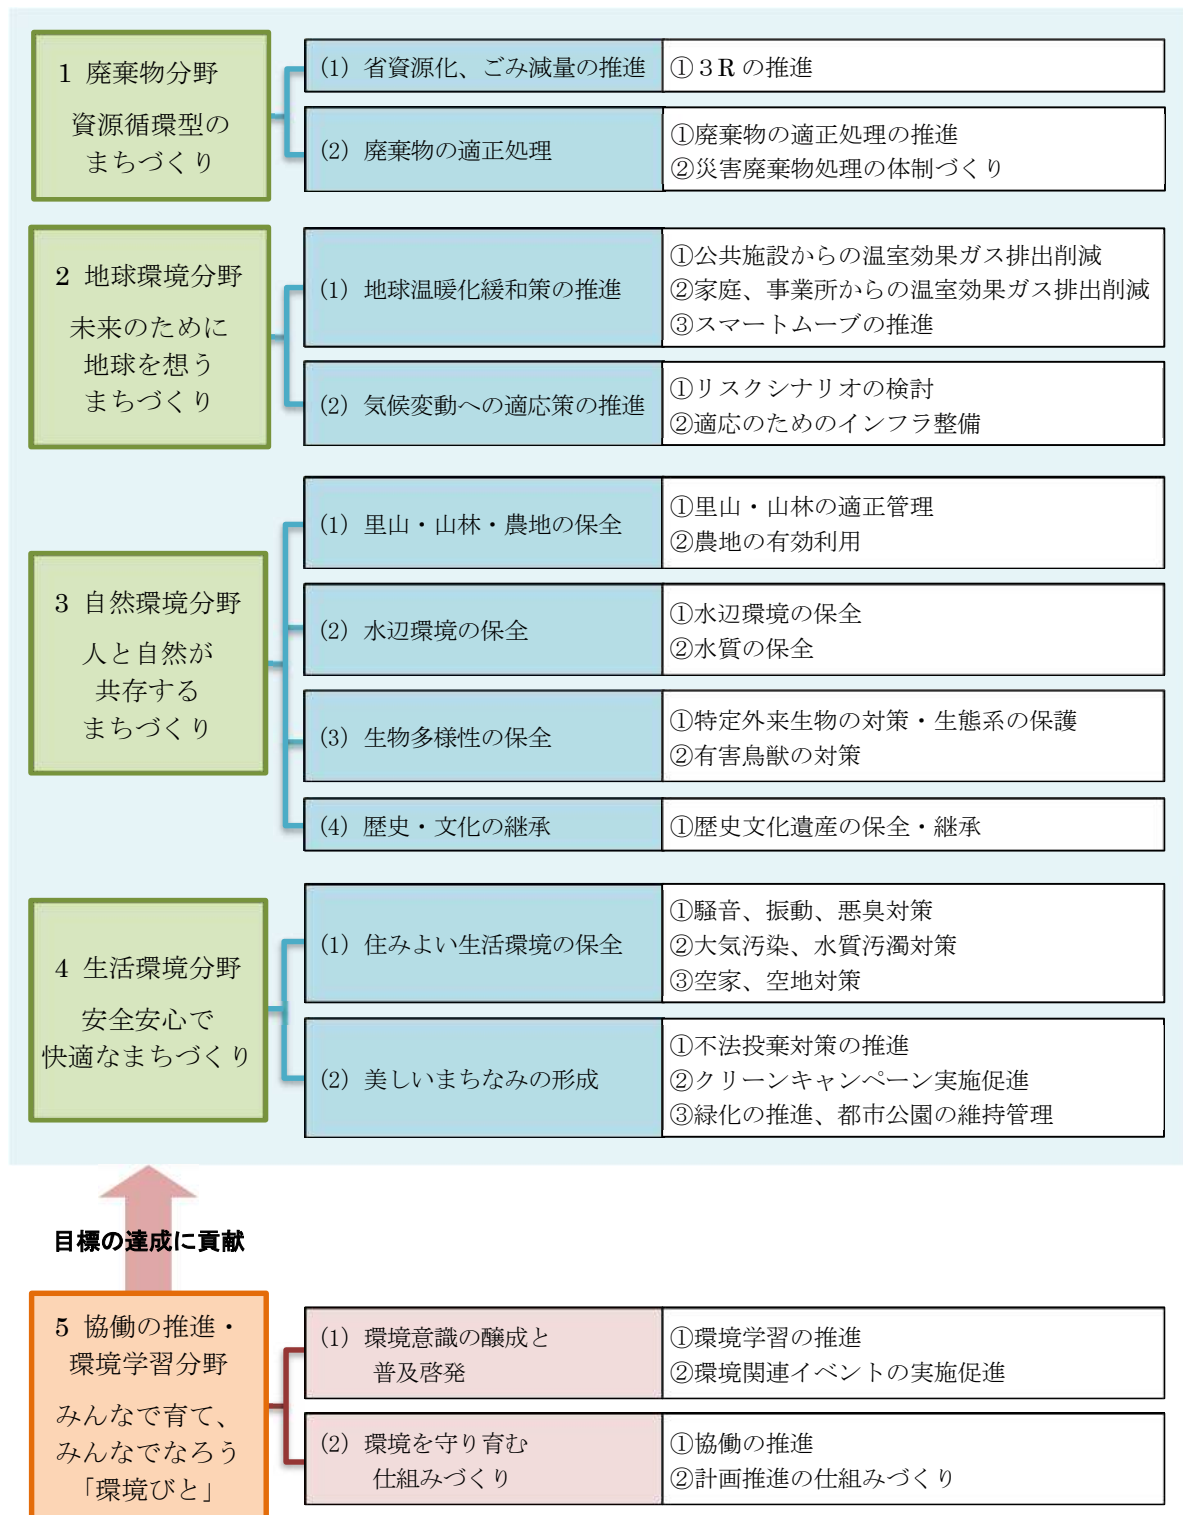 1 廃棄物分野
資源循環型の
まちづくり
(1) 省資源化、ごみ減量の推進
①３Rの推進
(2) 廃棄物の適正処理
①廃棄物の適正処理の推進
②災害廃棄物処理の体制づくり
2 地球環境分野
未来のために
地球を想う
まちづくり
(1) 地球温暖化緩和策の推進
①公共施設からの温室効果ガス排出削減
②家庭、事業所からの温室効果ガス排出削減
③スマートムーブの推進
(2) 気候変動への適応策の推進
①リスクシナリオの検討
②適応のためのインフラ整備
3 自然環境分野
人と自然が
共存する
まちづくり
(1) 里山・山林・農地の保全
①里山・山林の適正管理
②農地の有効利用
(2) 水辺環境の保全
①水辺環境の保全
②水質の保全
(3) 生物多様性の保全
①特定外来生物の対策・生態系の保護
②有害鳥獣の対策
(4) 歴史・文化の継承
①歴史文化遺産の保全・継承
4 生活環境分野
安全安心で
快適なまちづくり
(1) 住みよい生活環境の保全
①騒音、振動、悪臭対策
②大気汚染、水質汚濁対策
③空家、空地対策
(2) 美しいまちなみの形成
①不法投棄対策の推進
②クリーンキャンペーン実施促進
③緑化の推進、都市公園の維持管理
目標の達成に貢献
5 協働の推進・
環境学習分野
みんなで育て、
みんなでなろう
「環境びと」
(1) 環境意識の醸成と
普及啓発
①環境学習の推進
②環境関連イベントの実施促進
(2) 環境を守り育む
仕組みづくり
①協働の推進
②計画推進の仕組みづくり